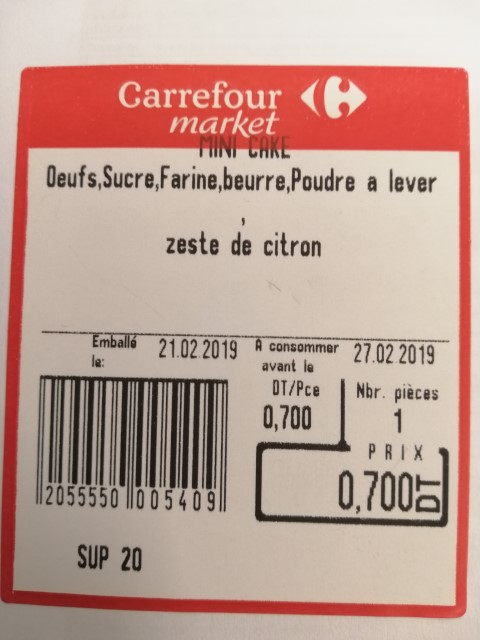 Carrefour
market
MINI CAKE
Oeufs,Sucre,Farine,beurre,Poudre a lever
,
zeste de citron
Emballé le: 21.02.2019
A consommer avant le 27.02.2019
DT/Pce
0,700
Nbr. pièces
1
PRIX
0,700 DT
2055550 005409
SUP 20